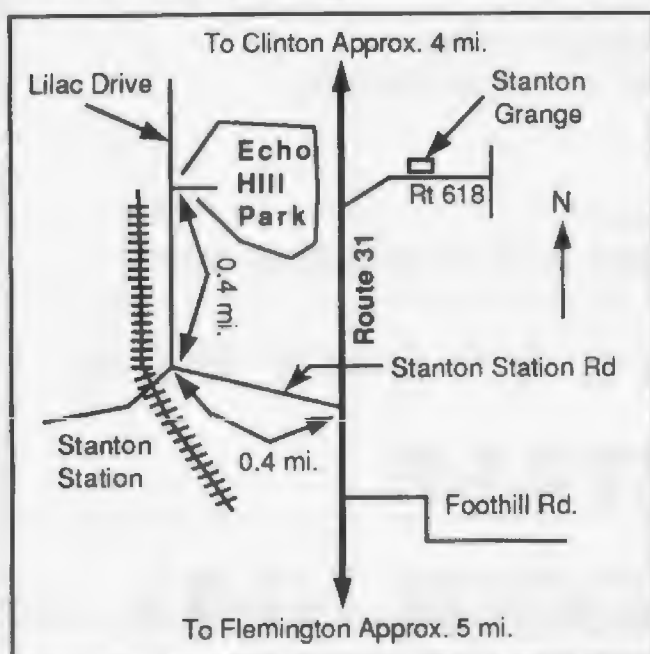 To Clinton Approx. 4 mi.
Lilac Drive
Stanton
Grange
Echo
Hill
Park
Rt 618
N
0.4 mi.
Route 31
Stanton Station Rd
Stanton
Station
0.4 mi.
Foothill Rd.
To Flemington Approx. 5 mi.